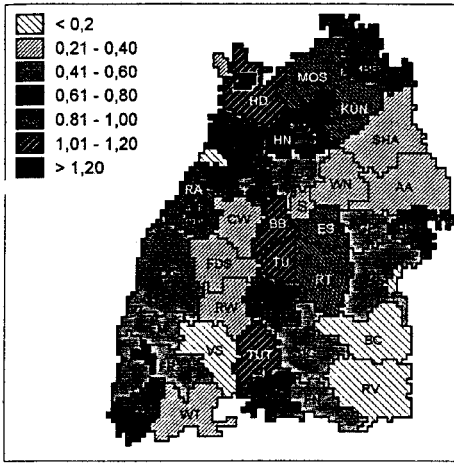 < 0,2
0,21 - 0,40
0,41 - 0,60
0,61 - 0,80
0,81 - 1,00
1,01 - 1,20
> 1,20
MOS
HD
KÜN
HN
SHA
WN
AA
RA
S
CW
BB
ES
FDS
TÜ
RT
RW
VS
TUT
BC
RV
WT